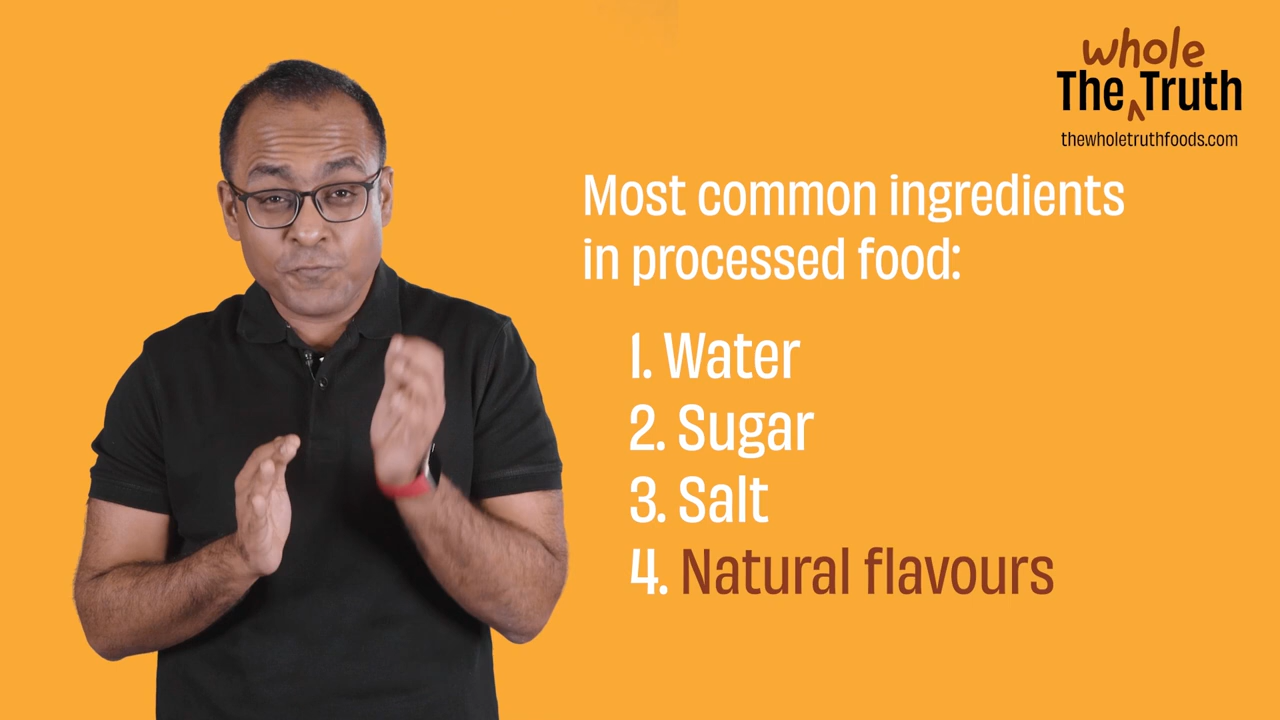 whole
The Truth
thewholetruthfoods.com
Most common ingredients
in processed food:
1. Water
2. Sugar
3. Salt
4. Natural flavours